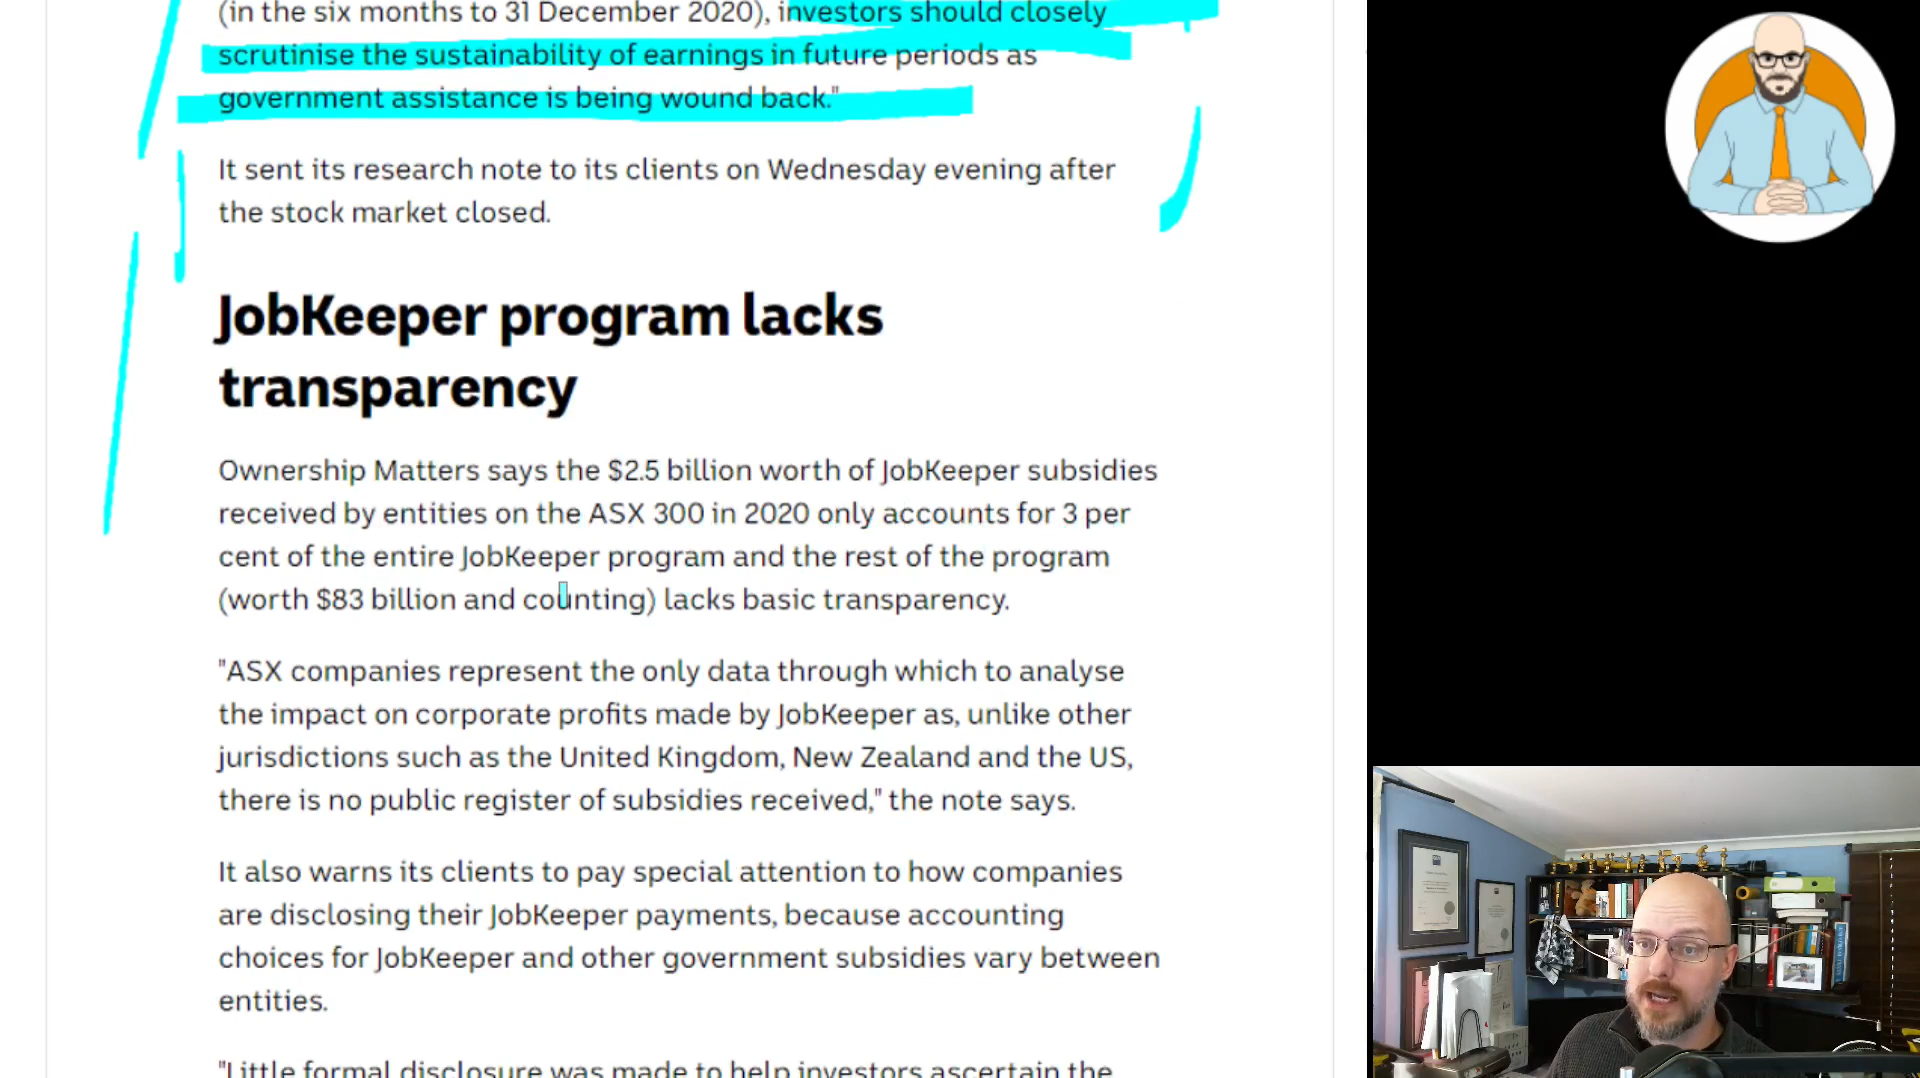 (in the six months to 31 December 2020), investors should closely
scrutinise the sustainability of earnings in future periods as
government assistance is being wound back."
It sent its research note to its clients on Wednesday evening after
the stock market closed.
JobKeeper program lacks
transparency
Ownership Matters says the $2.5 billion worth of JobKeeper subsidies
received by entities on the ASX 300 in 2020 only accounts for 3 per
cent of the entire JobKeeper program and the rest of the program
(worth $83 billion and counting) lacks basic transparency.
"ASX companies represent the only data through which to analyse
the impact on corporate profits made by JobKeeper as, unlike other
jurisdictions such as the United Kingdom, New Zealand and the US,
there is no public register of subsidies received," the note says.
It also warns its clients to pay special attention to how companies
are disclosing their JobKeeper payments, because accounting
choices for JobKeeper and other government subsidies vary between
entities.
"Little formal disclosure was made to help investors ascertain the